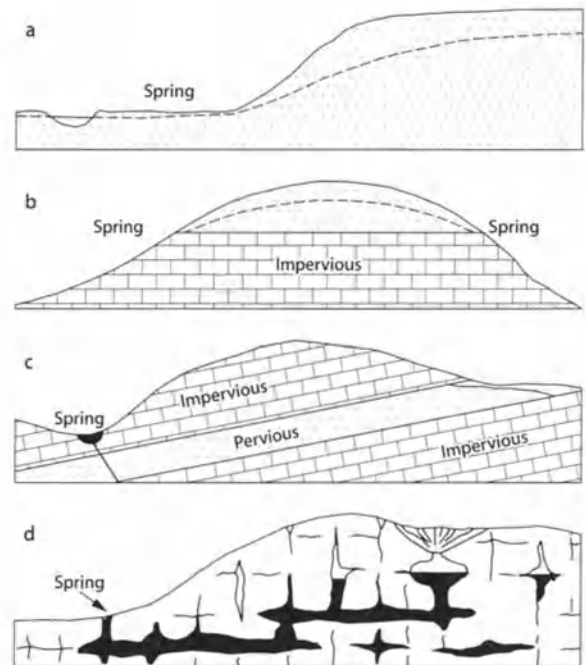 a
Spring
b
Spring
Spring
Impervious
c
Spring
Impervious
Pervious
Impervious
d
Spring